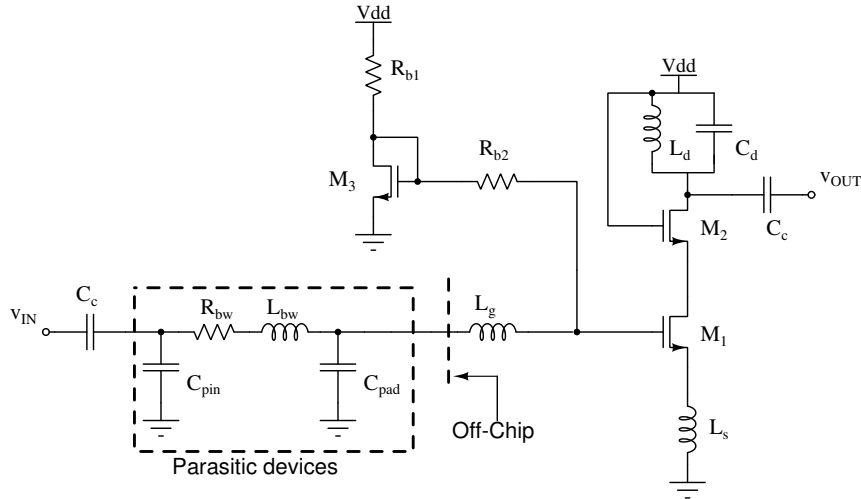 Vdd
R_b1
Vdd
L_d
C_d
R_b2
M_3
v_OUT
C_c
M_2
C_c
v_IN
R_bw
L_bw
L_g
M_1
C_pin
C_pad
Off-Chip
L_s
Parasitic devices